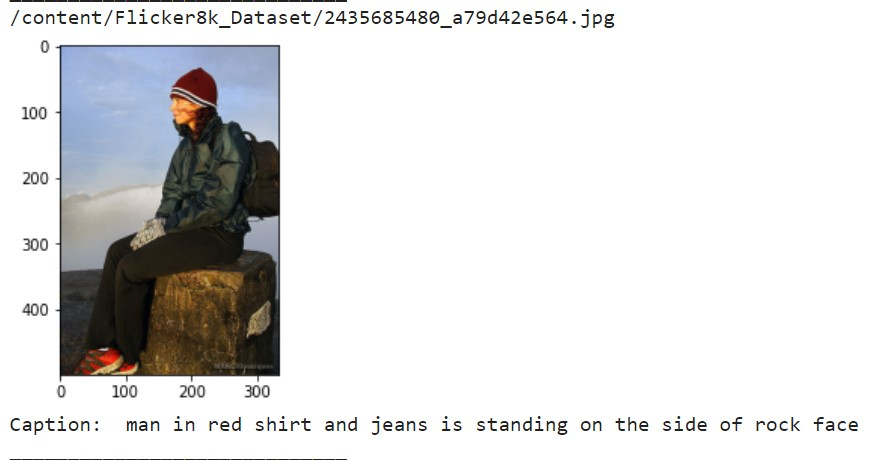 /content/Flicker8k_Dataset/2435685480_a79d42e564.jpg
0
100
200
300
400
0 100 200 300
Caption: man in red shirt and jeans is standing on the side of rock face